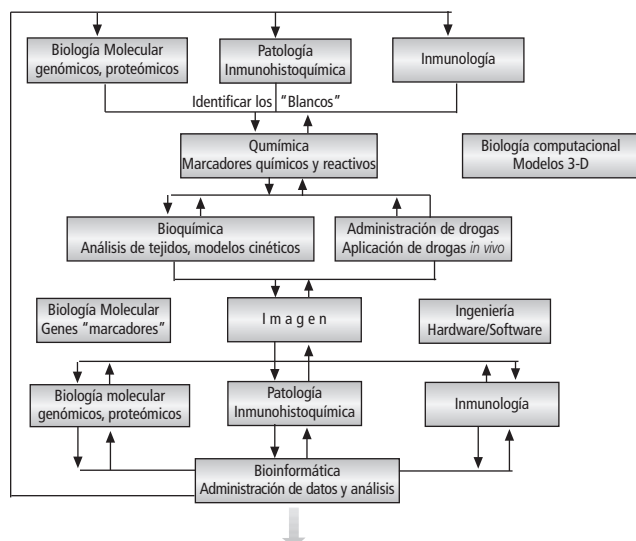 Biología Molecular
genómicos, proteómicos
Patología
Inmunohistoquímica
Inmunología
Identificar los "Blancos"
Qumímica
Marcadores químicos y reactivos
Biología computacional
Modelos 3-D
Bioquímica
Análisis de tejidos, modelos cinéticos
Administración de drogas
Aplicación de drogas in vivo
Biología Molecular
Genes "marcadores"
Imagen
Ingeniería
Hardware/Software
Biología molecular
genómicos, proteómicos
Patología
Inmunohistoquímica
Inmunología
Bioinformática
Administración de datos y análisis